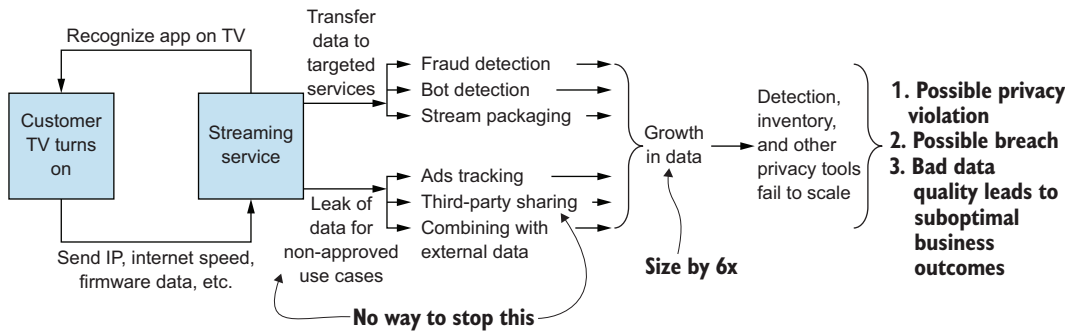 Recognize app on TV
Customer
TV turns
on
Streaming
service
Send IP, internet speed,
firmware data, etc.
Transfer
data to
targeted
services
Fraud detection
Bot detection
Stream packaging
Leak of
data for
non-approved
use cases
Ads tracking
Third-party sharing
Combining with
external data
No way to stop this
Growth
in data
Size by 6x
Detection,
inventory,
and other
privacy tools
fail to scale
1. Possible privacy
violation
2. Possible breach
3. Bad data
quality leads to
suboptimal
business
outcomes